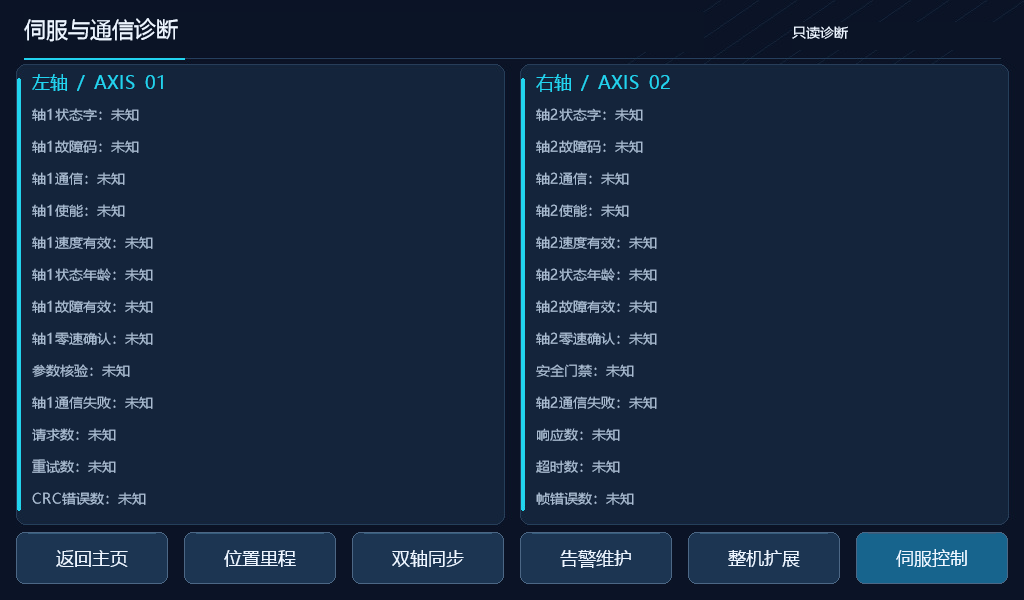 伺服与通信诊断
只读诊断
左轴 / AXIS 01
轴1状态字：未知
轴1故障码：未知
轴1通信：未知
轴1使能：未知
轴1速度有效：未知
轴1状态年龄：未知
轴1故障有效：未知
轴1零速确认：未知
参数核验：未知
轴1通信失败：未知
请求数：未知
重试数：未知
CRC错误数：未知
右轴 / AXIS 02
轴2状态字：未知
轴2故障码：未知
轴2通信：未知
轴2使能：未知
轴2速度有效：未知
轴2状态年龄：未知
轴2故障有效：未知
轴2零速确认：未知
安全门禁：未知
轴2通信失败：未知
响应数：未知
超时数：未知
帧错误数：未知
返回主页
位置里程
双轴同步
告警维护
整机扩展
伺服控制